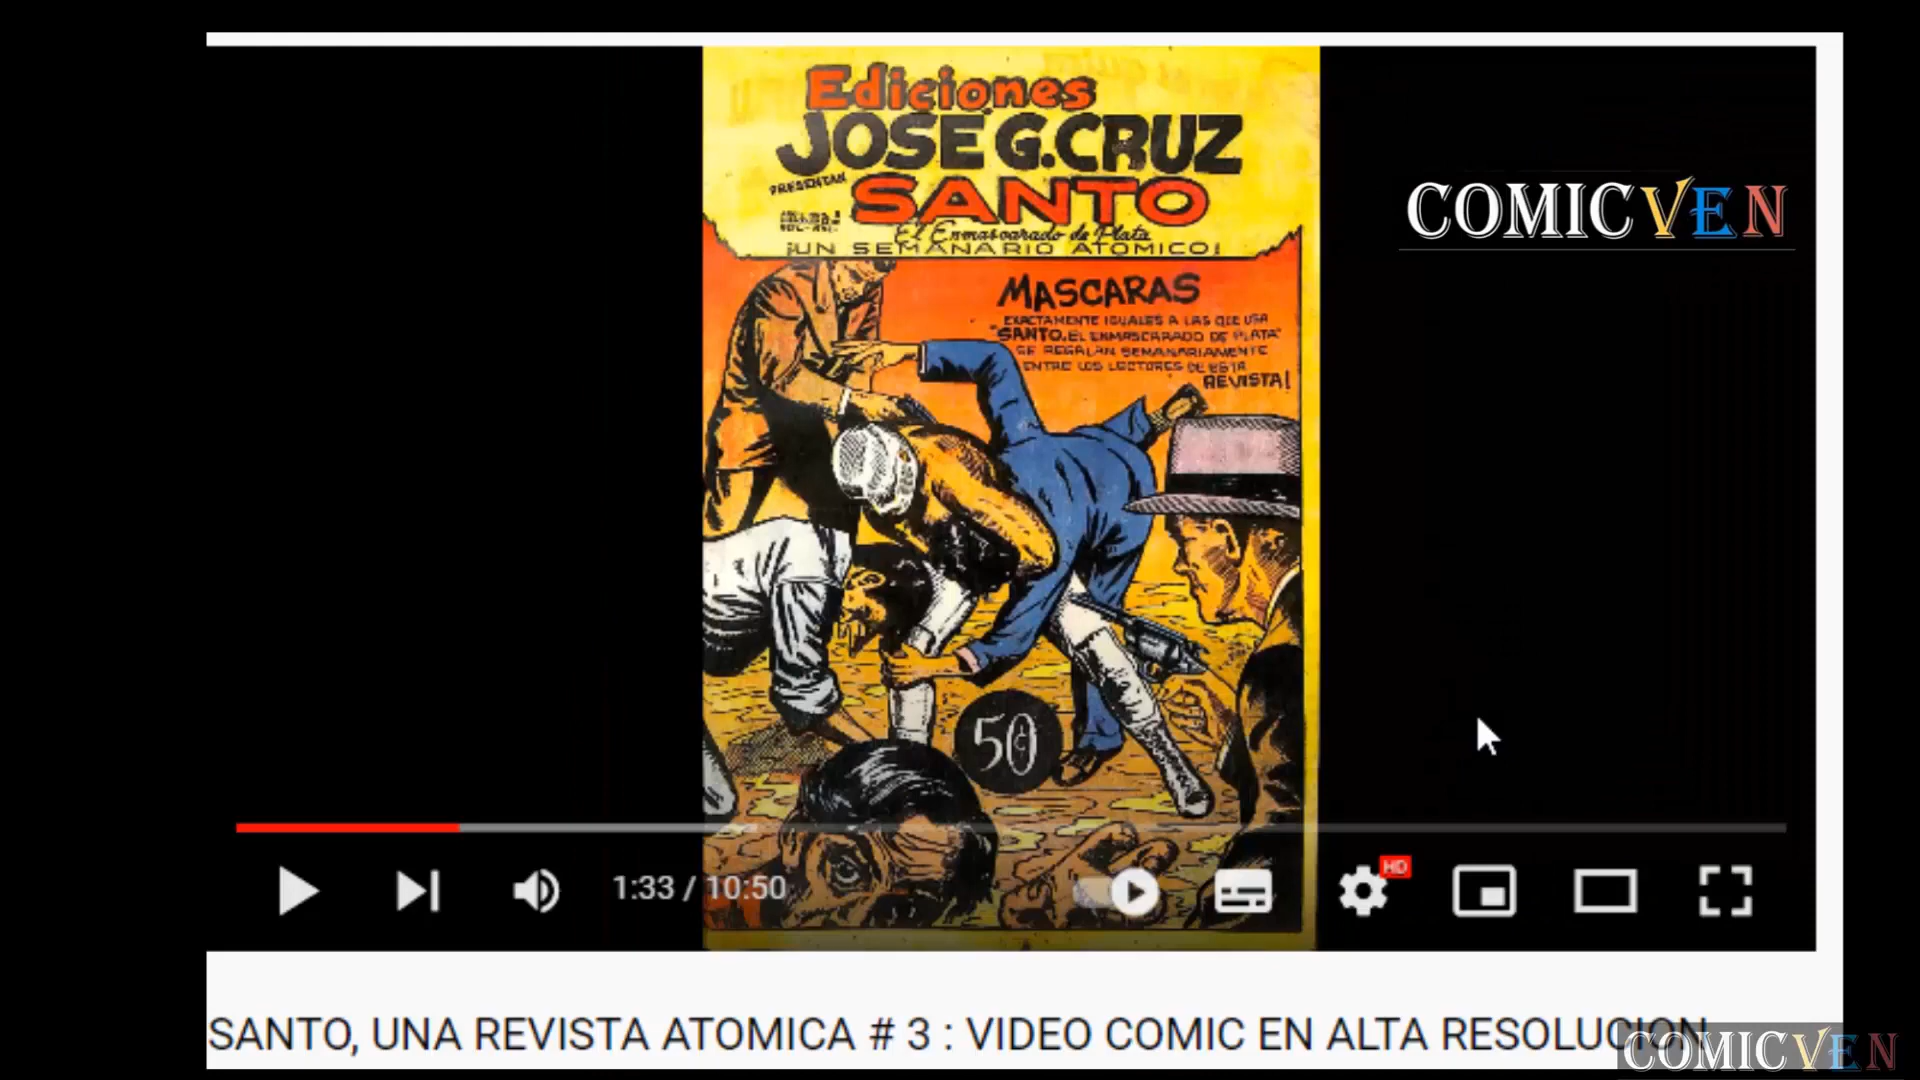 Ediciones
JOSE G. CRUZ
PRESENTAN
SANTO
El Enmascarado de Plata
¡UN SEMANARIO ATOMICO!
COMICVEN
MASCARAS
EXACTAMENTE IGUALES A LAS QUE USA
"SANTO, EL ENMASCARADO DE PLATA"
SE REGALAN SEMANARIAMENTE
ENTRE LOS LECTORES DE ESTA
REVISTA!
50¢
1:33 / 10:50
HD
SANTO, UNA REVISTA ATOMICA # 3 : VIDEO COMIC EN ALTA RESOLUCION
COMICVEN